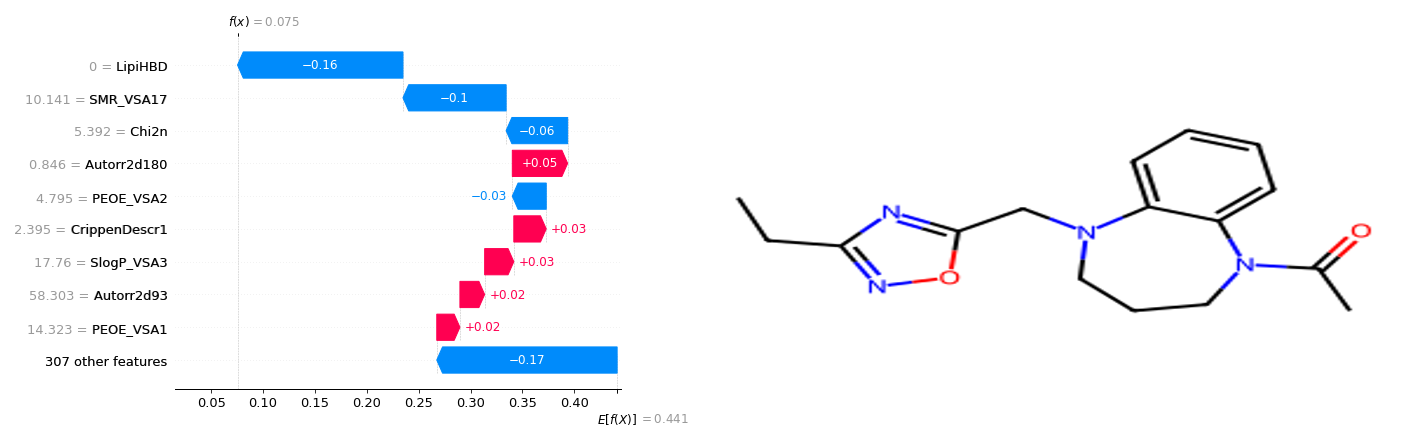 f(x) = 0.075
0 = LipiHBD
−0.16
10.141 = SMR_VSA17
−0.1
5.392 = Chi2n
−0.06
0.846 = Autorr2d180
+0.05
4.795 = PEOE_VSA2
−0.03
2.395 = CrippenDescr1
+0.03
17.76 = SlogP_VSA3
+0.03
58.303 = Autorr2d93
+0.02
14.323 = PEOE_VSA1
+0.02
307 other features
−0.17
0.05 0.10 0.15 0.20 0.25 0.30 0.35 0.40
E[f(X)] = 0.441
N
N
O
N
N
O